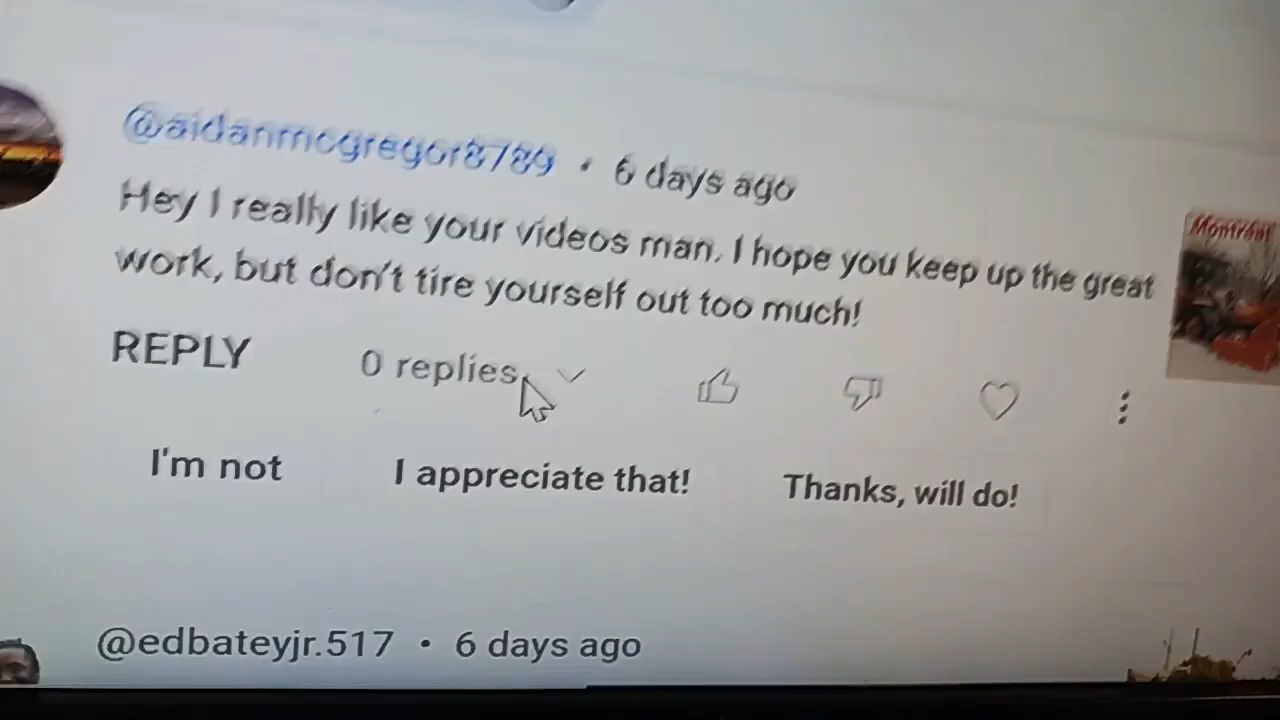 @aidanmcgregor8789 • 6 days ago
Hey I really like your videos man. I hope you keep up the great
work, but don't tire yourself out too much!
Montréal
REPLY
0 replies
I'm not
I appreciate that!
Thanks, will do!
@edbateyjr.517 • 6 days ago